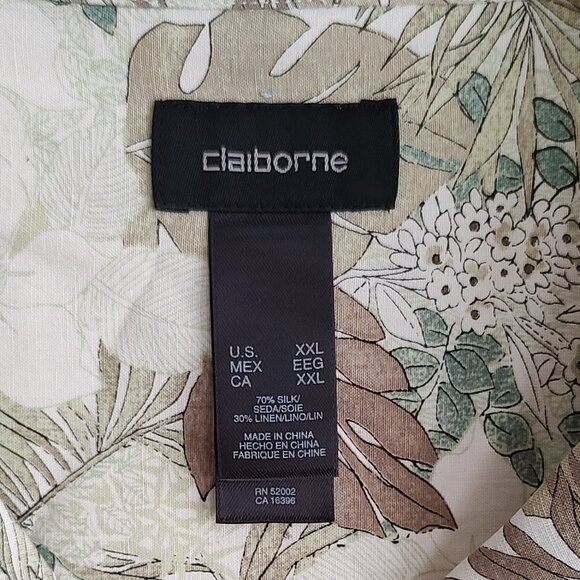 claiborne
U.S. XXL
MEX EEG
CA XXL
70% SILK/
SEDA/SOIE
30% LINEN/LINO/LIN
MADE IN CHINA
HECHO EN CHINA
FABRIQUE EN CHINE
RN 52002
CA 16396